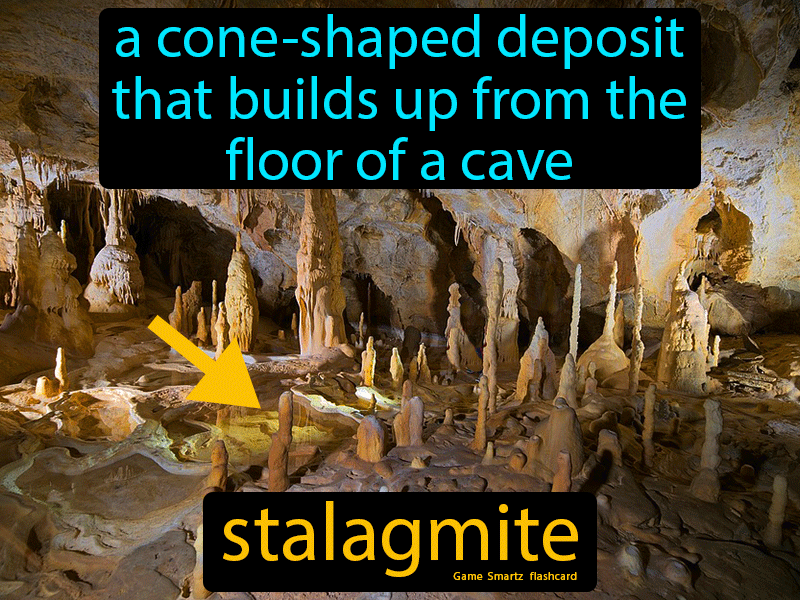 a cone-shaped deposit
that builds up from the
floor of a cave
stalagmite
Game Smartz flashcard